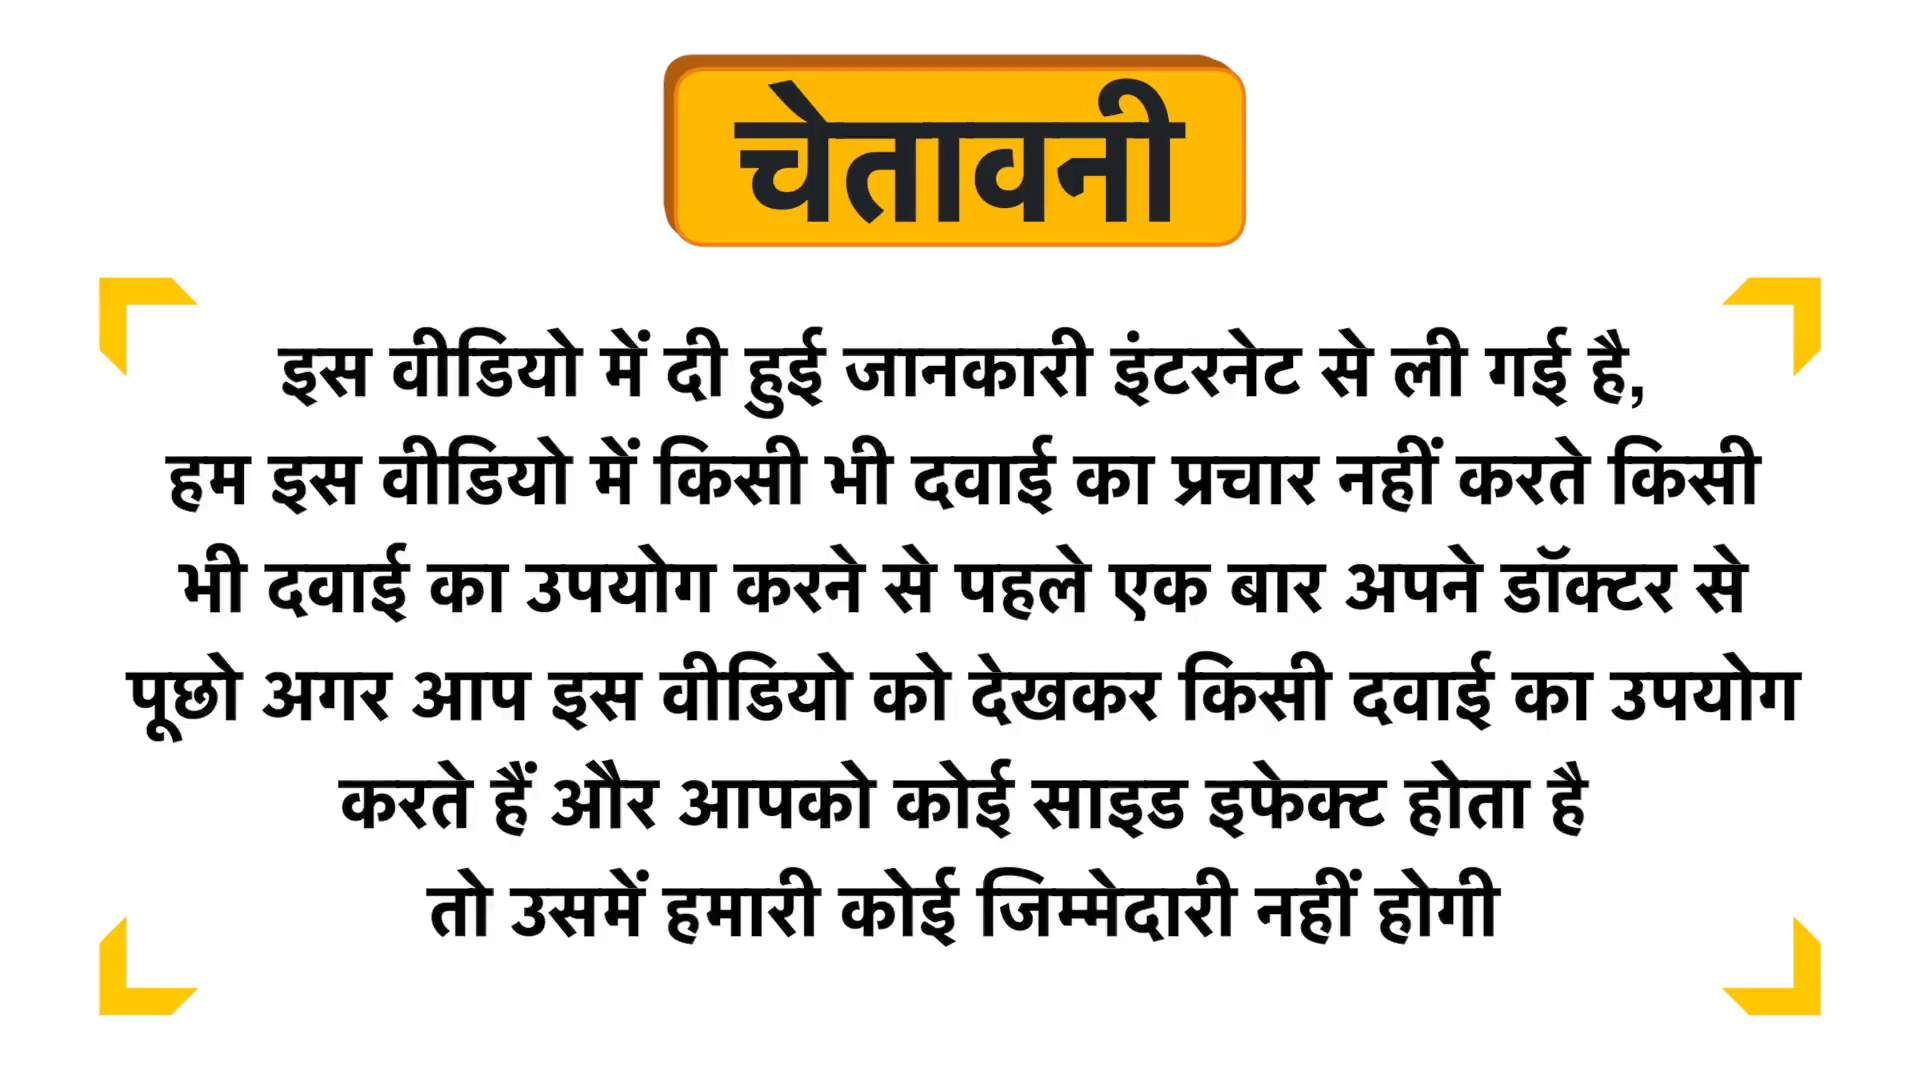 चेतावनी
इस वीडियो में दी हुई जानकारी इंटरनेट से ली गई है,
हम इस वीडियो में किसी भी दवाई का प्रचार नहीं करते किसी
भी दवाई का उपयोग करने से पहले एक बार अपने डॉक्टर से
पूछो अगर आप इस वीडियो को देखकर किसी दवाई का उपयोग
करते हैं और आपको कोई साइड इफेक्ट होता है
तो उसमें हमारी कोई जिम्मेदारी नहीं होगी